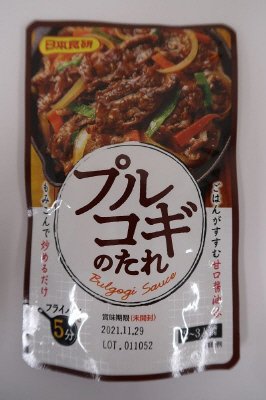 日本食研
プルコギ
のたれ
Bulgogi Sauce
ごはんがすすむ甘口醤油
もみこんで炒めるだけ
フライパン
5分
賞味期限(未開封)
2021.11.29
LOT.011052